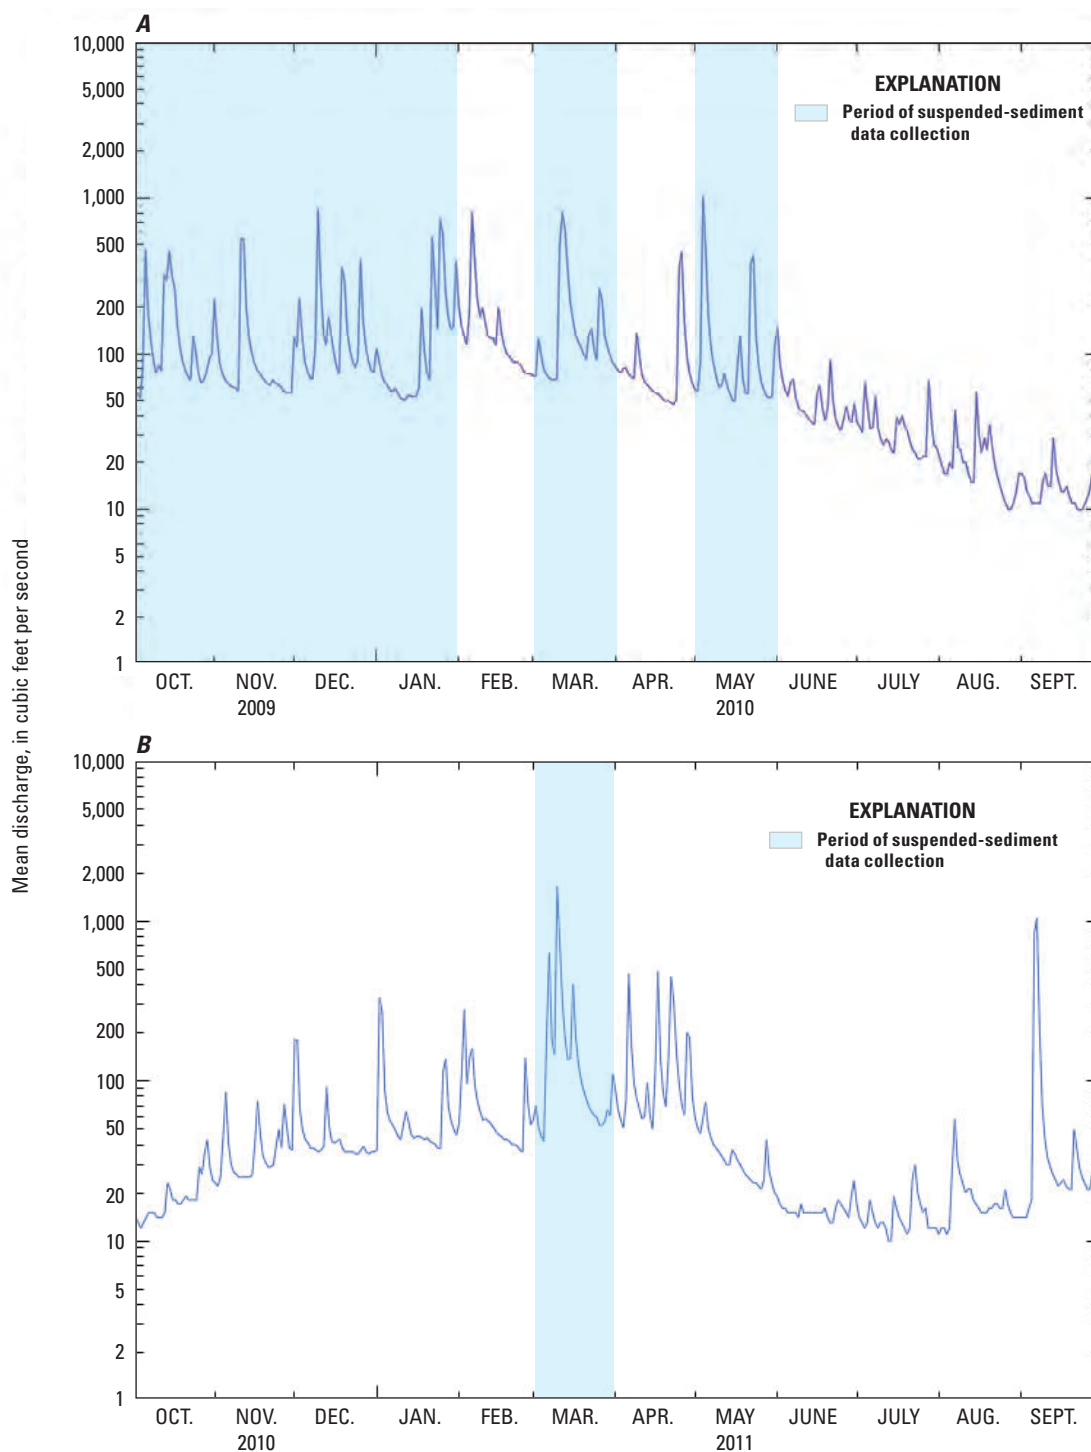 A
10,000
5,000
2,000
1,000
500
200
100
50
20
10
5
2
1
EXPLANATION
Period of suspended-sediment
data collection
OCT. NOV. DEC. JAN. FEB. MAR. APR. MAY JUNE JULY AUG. SEPT.
2009 2010
Mean discharge, in cubic feet per second
B
10,000
5,000
2,000
1,000
500
200
100
50
20
10
5
2
1
EXPLANATION
Period of suspended-sediment
data collection
OCT. NOV. DEC. JAN. FEB. MAR. APR. MAY JUNE JULY AUG. SEPT.
2010 2011